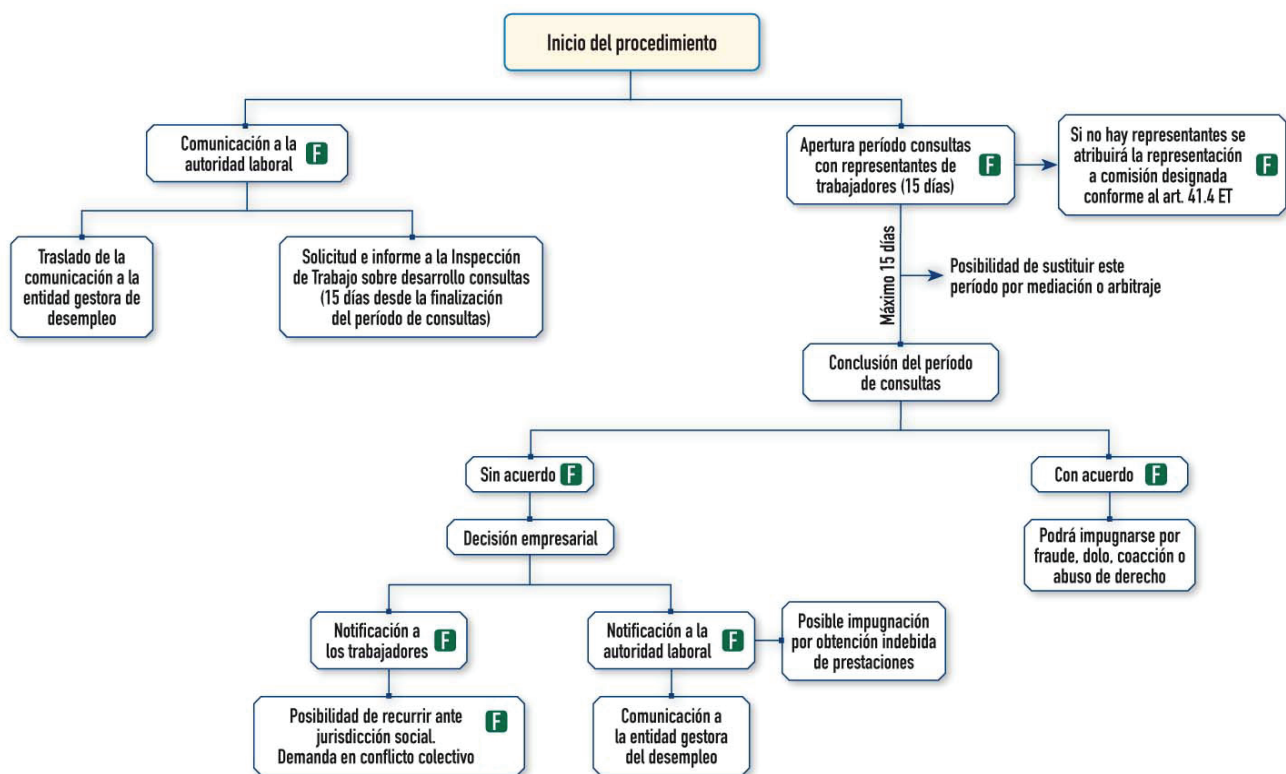 Inicio del procedimiento
Comunicación a la
autoridad laboral
F
Apertura período consultas
con representantes de
trabajadores (15 días)
F
Si no hay representantes se
atribuirá la representación
a comisión designada
conforme al art. 41.4 ET
F
Traslado de la
comunicación a la
entidad gestora de
desempleo
Solicitud e informe a la Inspección
de Trabajo sobre desarrollo consultas
(15 días desde la finalización
del período de consultas)
Máximo 15 días
Posibilidad de sustituir este
período por mediación o arbitraje
Conclusión del período
de consultas
Sin acuerdo F
Con acuerdo F
Decisión empresarial
Podrá impugnarse por
fraude, dolo, coacción o
abuso de derecho
Notificación a
los trabajadores
F
Notificación a la
autoridad laboral
F
Posible impugnación
por obtención indebida
de prestaciones
Posibilidad de recurrir ante
jurisdicción social.
Demanda en conflicto colectivo
F
Comunicación a
la entidad gestora
del desempleo